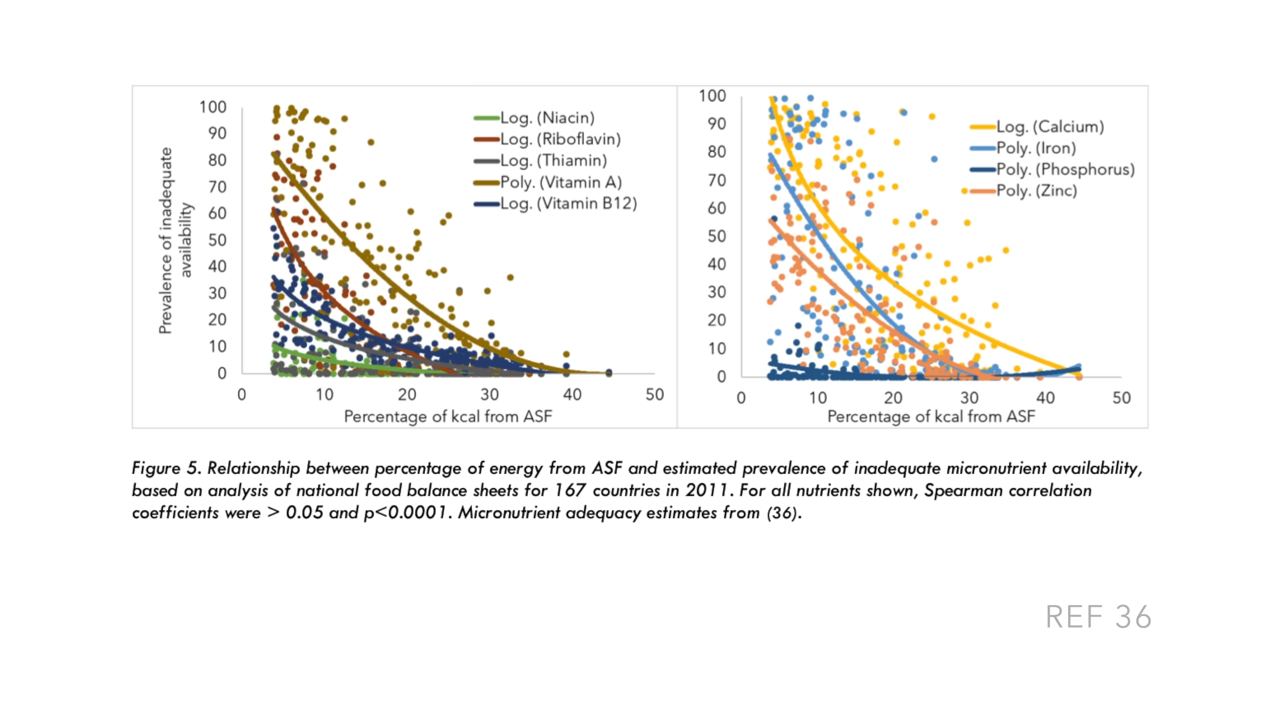 100
90
80
70
60
50
40
30
20
10
0
Prevalence of inadequate
availability
Log. (Niacin)
Log. (Riboflavin)
Log. (Thiamin)
Poly. (Vitamin A)
Log. (Vitamin B12)
0 10 20 30 40 50
Percentage of kcal from ASF
100
90
80
70
60
50
40
30
20
10
0
Log. (Calcium)
Poly. (Iron)
Poly. (Phosphorus)
Poly. (Zinc)
0 10 20 30 40 50
Percentage of kcal from ASF
Figure 5. Relationship between percentage of energy from ASF and estimated prevalence of inadequate micronutrient availability,
based on analysis of national food balance sheets for 167 countries in 2011. For all nutrients shown, Spearman correlation
coefficients were > 0.05 and p<0.0001. Micronutrient adequacy estimates from (36).
REF 36